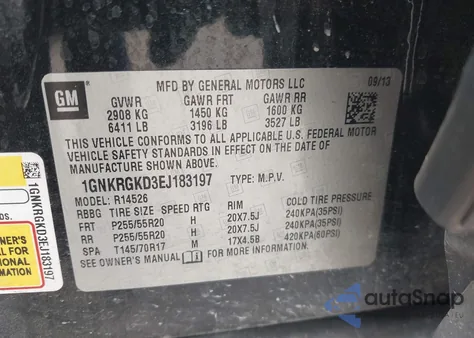 GM
MFD BY GENERAL MOTORS LLC
09/13
GVWR GAWR FRT GAWR RR
2908 KG 1450 KG 1600 KG
6411 LB 3196 LB 3527 LB
THIS VEHICLE CONFORMS TO ALL APPLICABLE U.S. FEDERAL MOTOR
VEHICLE SAFETY STANDARDS IN EFFECT ON THE DATE OF
MANUFACTURE SHOWN ABOVE.
1GNKRGKD3EJ183197 TYPE: M.P.V.
MODEL: R14526
RBBG TIRE SIZE SPEED RTG RIM COLD TIRE PRESSURE
FRT P255/55R20 H 20X7.5J 240KPA(35PSI)
RR P255/55R20 H 20X7.5J 240KPA(35PSI)
SPA T145/70R17 M 17X4.5B 420KPA(60PSI)
1GNKRGKD3EJ183197
OWNER'S
ALL FOR
ORMATION
autoSnap